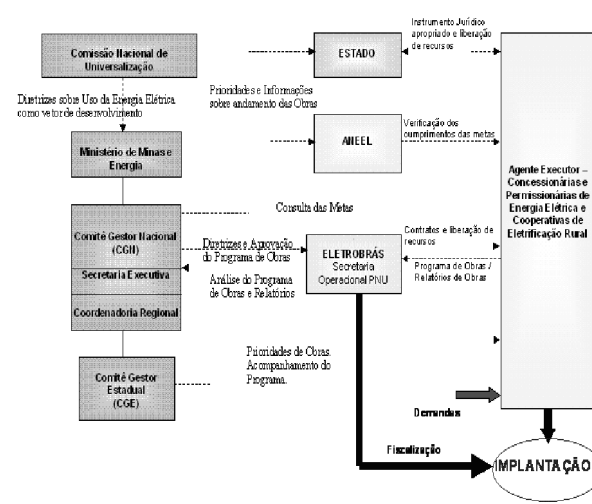 Comissão Nacional de
Universalização
Diretrizes sobre Uso da Energia Elétrica
como vetor de desenvolvimento
Ministério de Minas e
Energia
Comitê Gestor Nacional
(CGN)
Secretaria Executiva
Coordenadoria Regional
Comitê Gestor
Estadual
(CGE)
Prioridades e Informações
sobre andamento das Obras
Consulta das Metas
Diretrizes e Aprovação
do Programa de Obras
Análise do Programa
de Obras e Relatórios
Prioridades de Obras.
Acompanhamento do
Programa.
ESTADO
ANEEL
ELETROBRÁS
Secretaria
Operacional PNU
Instrumento Jurídico
apropriado e liberação
de recursos
Verificação dos
cumprimentos das metas
Contratos e liberação de
recursos
Programa de Obras /
Relatórios de Obras
Agente Executor –
Concessionárias e
Permissionárias de
Energia Elétrica e
Cooperativas de
Eletrificação Rural
Demandas
Fiscalização
IMPLANTAÇÃO